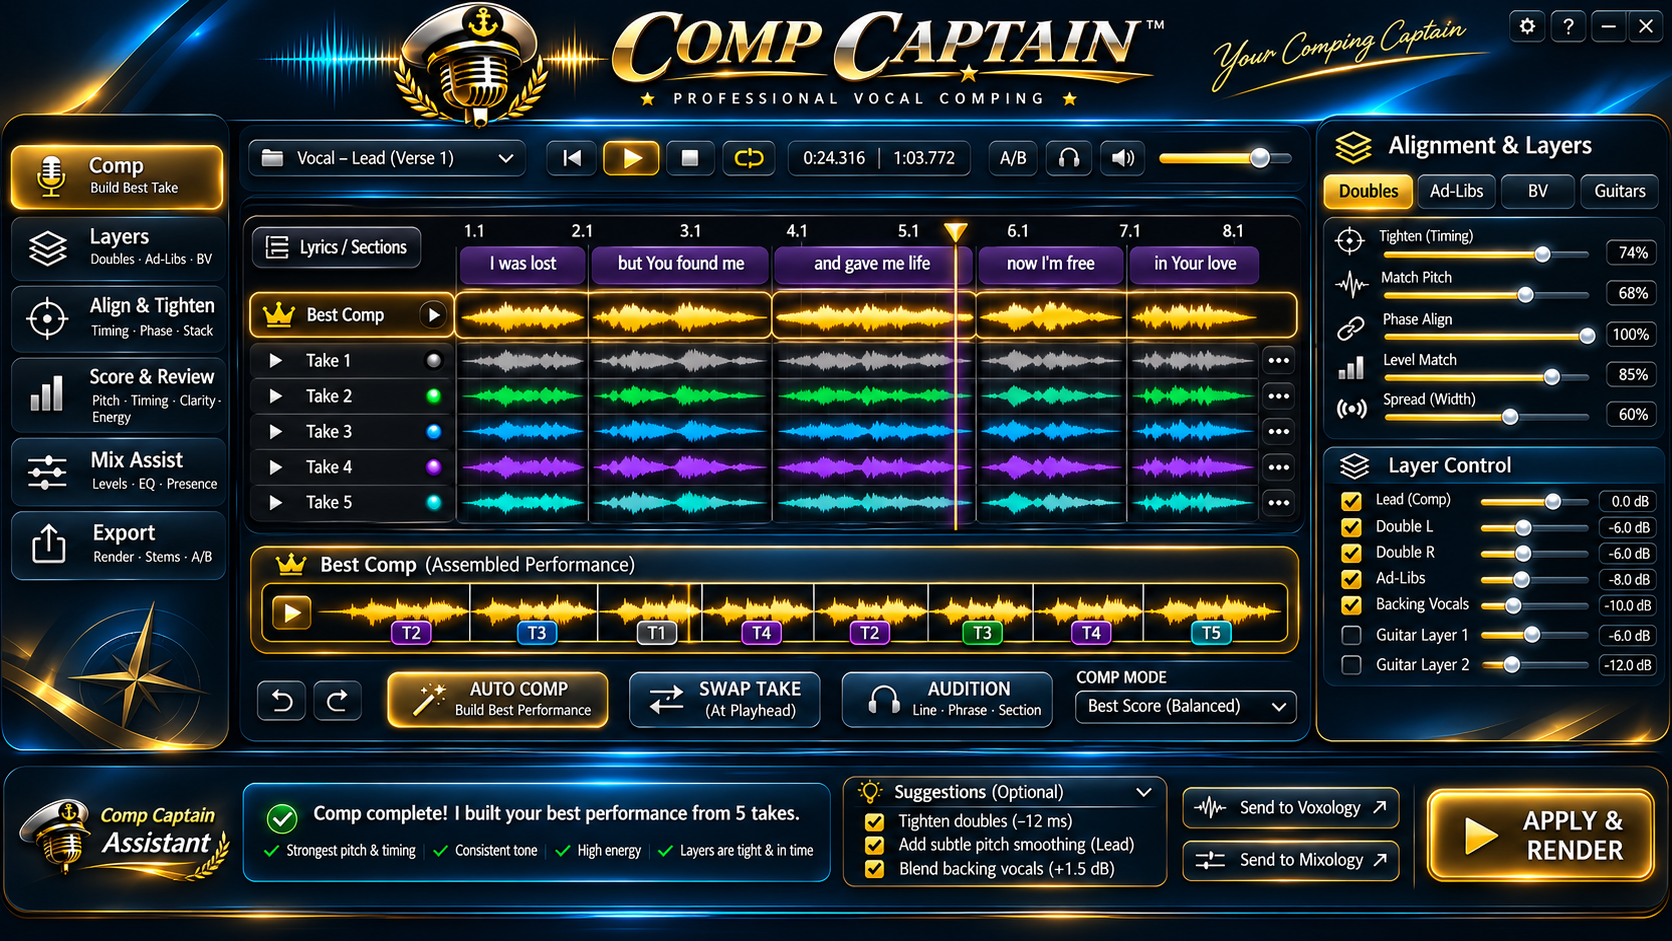 COMP CAPTAIN™
PROFESSIONAL VOCAL COMPING
Your Comping Captain
?
Comp
Build Best Take
Layers
Doubles · Ad-Libs · BV
Align & Tighten
Timing · Phase · Stack
Score & Review
Pitch · Timing · Clarity ·
Energy
Mix Assist
Levels · EQ · Presence
Export
Render · Stems · A/B
Vocal – Lead (Verse 1)
0:24.316 | 1:03.772
A/B
Lyrics / Sections
1.1 2.1 3.1 4.1 5.1 6.1 7.1 8.1
I was lost but You found me and gave me life now I'm free in Your love
Best Comp
Take 1
Take 2
Take 3
Take 4
Take 5
Best Comp (Assembled Performance)
T2 T3 T1 T4 T2 T3 T4 T5
AUTO COMP
Build Best Performance
SWAP TAKE
(At Playhead)
AUDITION
Line · Phrase · Section
COMP MODE
Best Score (Balanced)
Alignment & Layers
Doubles Ad-Libs BV Guitars
Tighten (Timing) 74%
Match Pitch 68%
Phase Align 100%
Level Match 85%
Spread (Width) 60%
Layer Control
Lead (Comp) 0.0 dB
Double L -6.0 dB
Double R -6.0 dB
Ad-Libs -8.0 dB
Backing Vocals -10.0 dB
Guitar Layer 1 -6.0 dB
Guitar Layer 2 -12.0 dB
Comp Captain
Assistant
Comp complete! I built your best performance from 5 takes.
Strongest pitch & timing | Consistent tone | High energy | Layers are tight & in time
Suggestions (Optional)
Tighten doubles (–12 ms)
Add subtle pitch smoothing (Lead)
Blend backing vocals (+1.5 dB)
Send to Voxology
Send to Mixology
APPLY &
RENDER